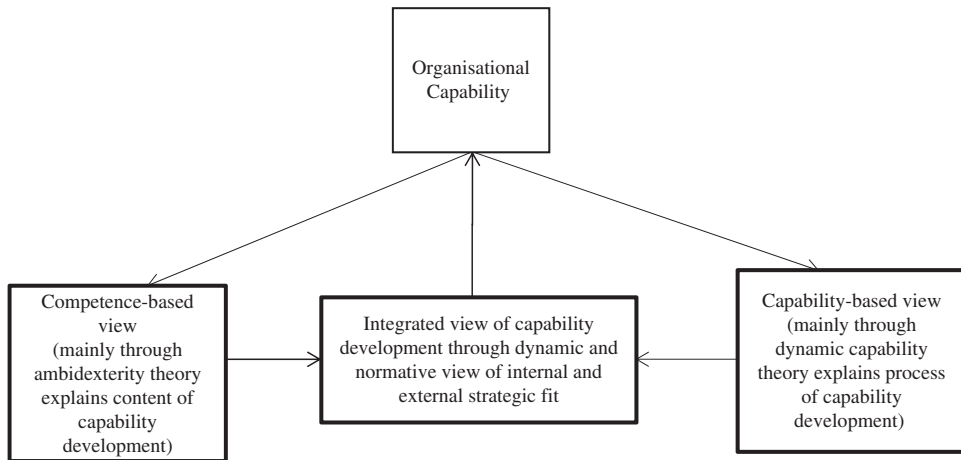 Organisational
Capability
Competence-based
view
(mainly through
ambidexterity theory
explains content of
capability
development)
Integrated view of capability
development through dynamic and
normative view of internal and
external strategic fit
Capability-based view
(mainly through
dynamic capability
theory explains process
of capability
development)